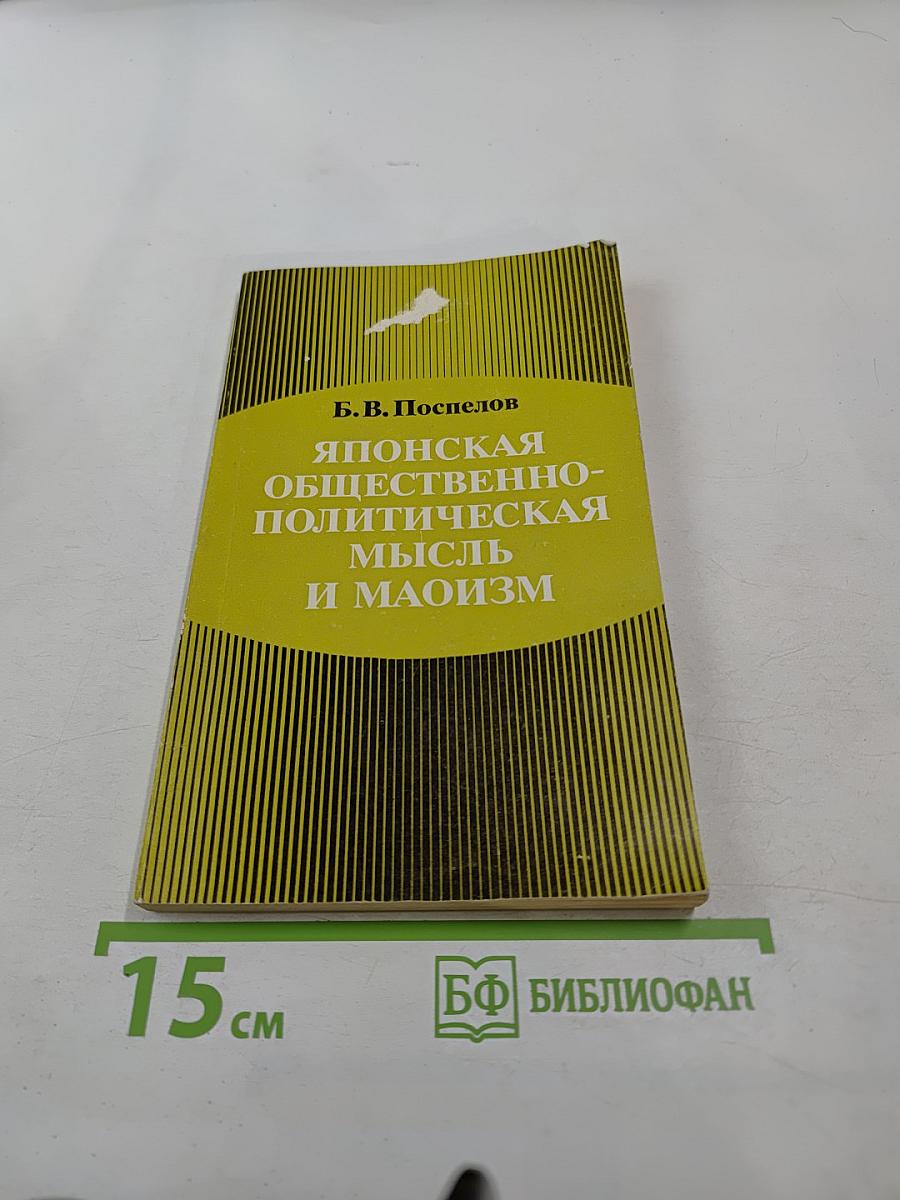 Б. В. Поспелов
ЯПОНСКАЯ
ОБЩЕСТВЕННО-
ПОЛИТИЧЕСКАЯ
МЫСЛЬ
И МАОИЗМ
15 см
БФ БИБЛИОФАН